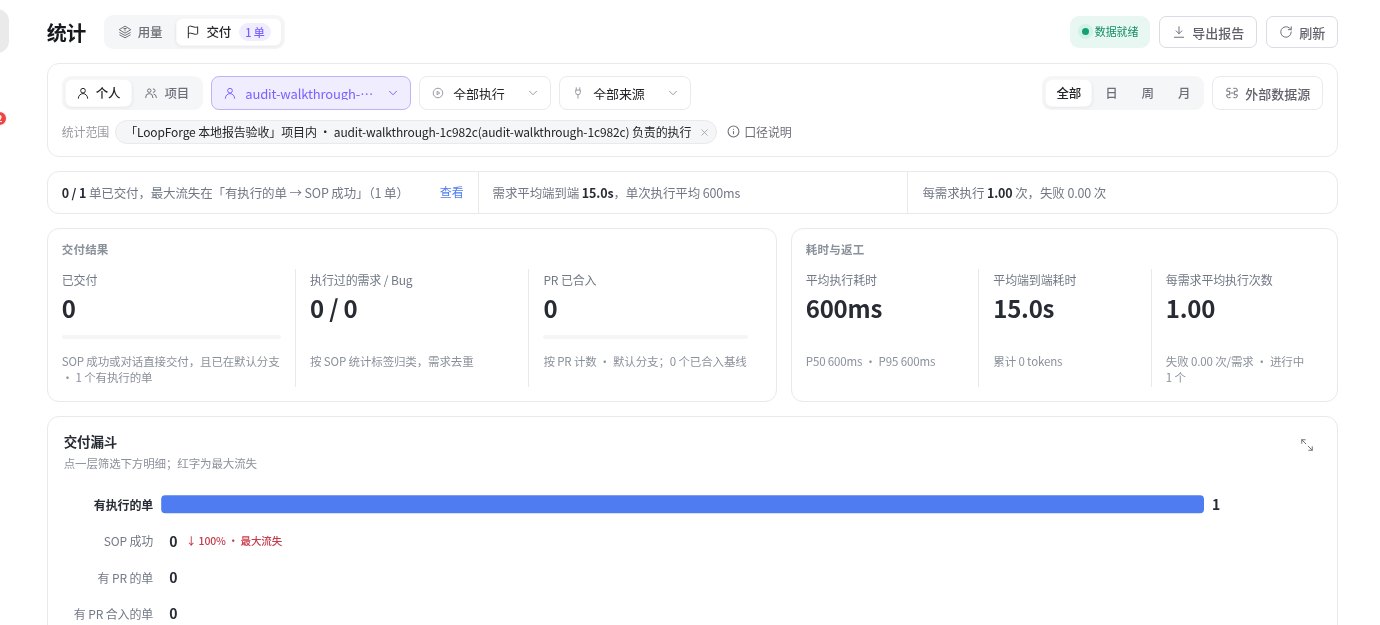 统计
用量
交付 1 单
数据就绪
导出报告
刷新
个人
项目
audit-walkthrough-···
全部执行
全部来源
全部
日
周
月
外部数据源
统计范围 「LoopForge 本地报告验收」项目内 · audit-walkthrough-1c982c(audit-walkthrough-1c982c) 负责的执行 × 口径说明
0 / 1 单已交付，最大流失在「有执行的单 → SOP 成功」（1 单）
查看
需求平均端到端 15.0s，单次执行平均 600ms
每需求执行 1.00 次，失败 0.00 次
交付结果
已交付
0
SOP 成功或对话直接交付，且已在默认分支
· 1 个有执行的单
执行过的需求 / Bug
0 / 0
按 SOP 统计标签归类，需求去重
PR 已合入
0
按 PR 计数 · 默认分支；0 个已合入基线
耗时与返工
平均执行耗时
600ms
P50 600ms · P95 600ms
平均端到端耗时
15.0s
累计 0 tokens
每需求平均执行次数
1.00
失败 0.00 次/需求 · 进行中
1 个
交付漏斗
点一层筛选下方明细；红字为最大流失
有执行的单 1
SOP 成功 0 ↓ 100% · 最大流失
有 PR 的单 0
有 PR 合入的单 0